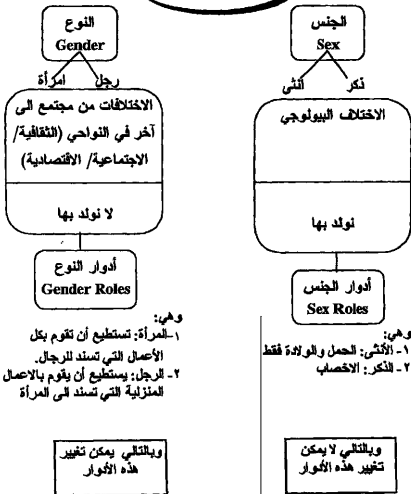 الجنس
Sex
ذكر
أنثى
الاختلاف البيولوجي
نولد بها
أدوار الجنس
Sex Roles
وهي:
١- الأنثى: الحمل والولادة فقط
٢- الذكر: الاخصاب
وبالتالي لا يمكن
تغيير هذه الأدوار
النوع
Gender
رجل
امرأة
الاختلافات من مجتمع الى
آخر في النواحي (الثقافية/
الاجتماعية/ الاقتصادية)
لا نولد بها
أدوار النوع
Gender Roles
وهي:
١-المرأة: تستطيع أن تقوم بكل
الأعمال التي تسند للرجال.
٢- الرجل: يستطيع أن يقوم بالاعمال
المنزلية التي تسند الى المرأة
وبالتالي يمكن تغيير
هذه الأدوار